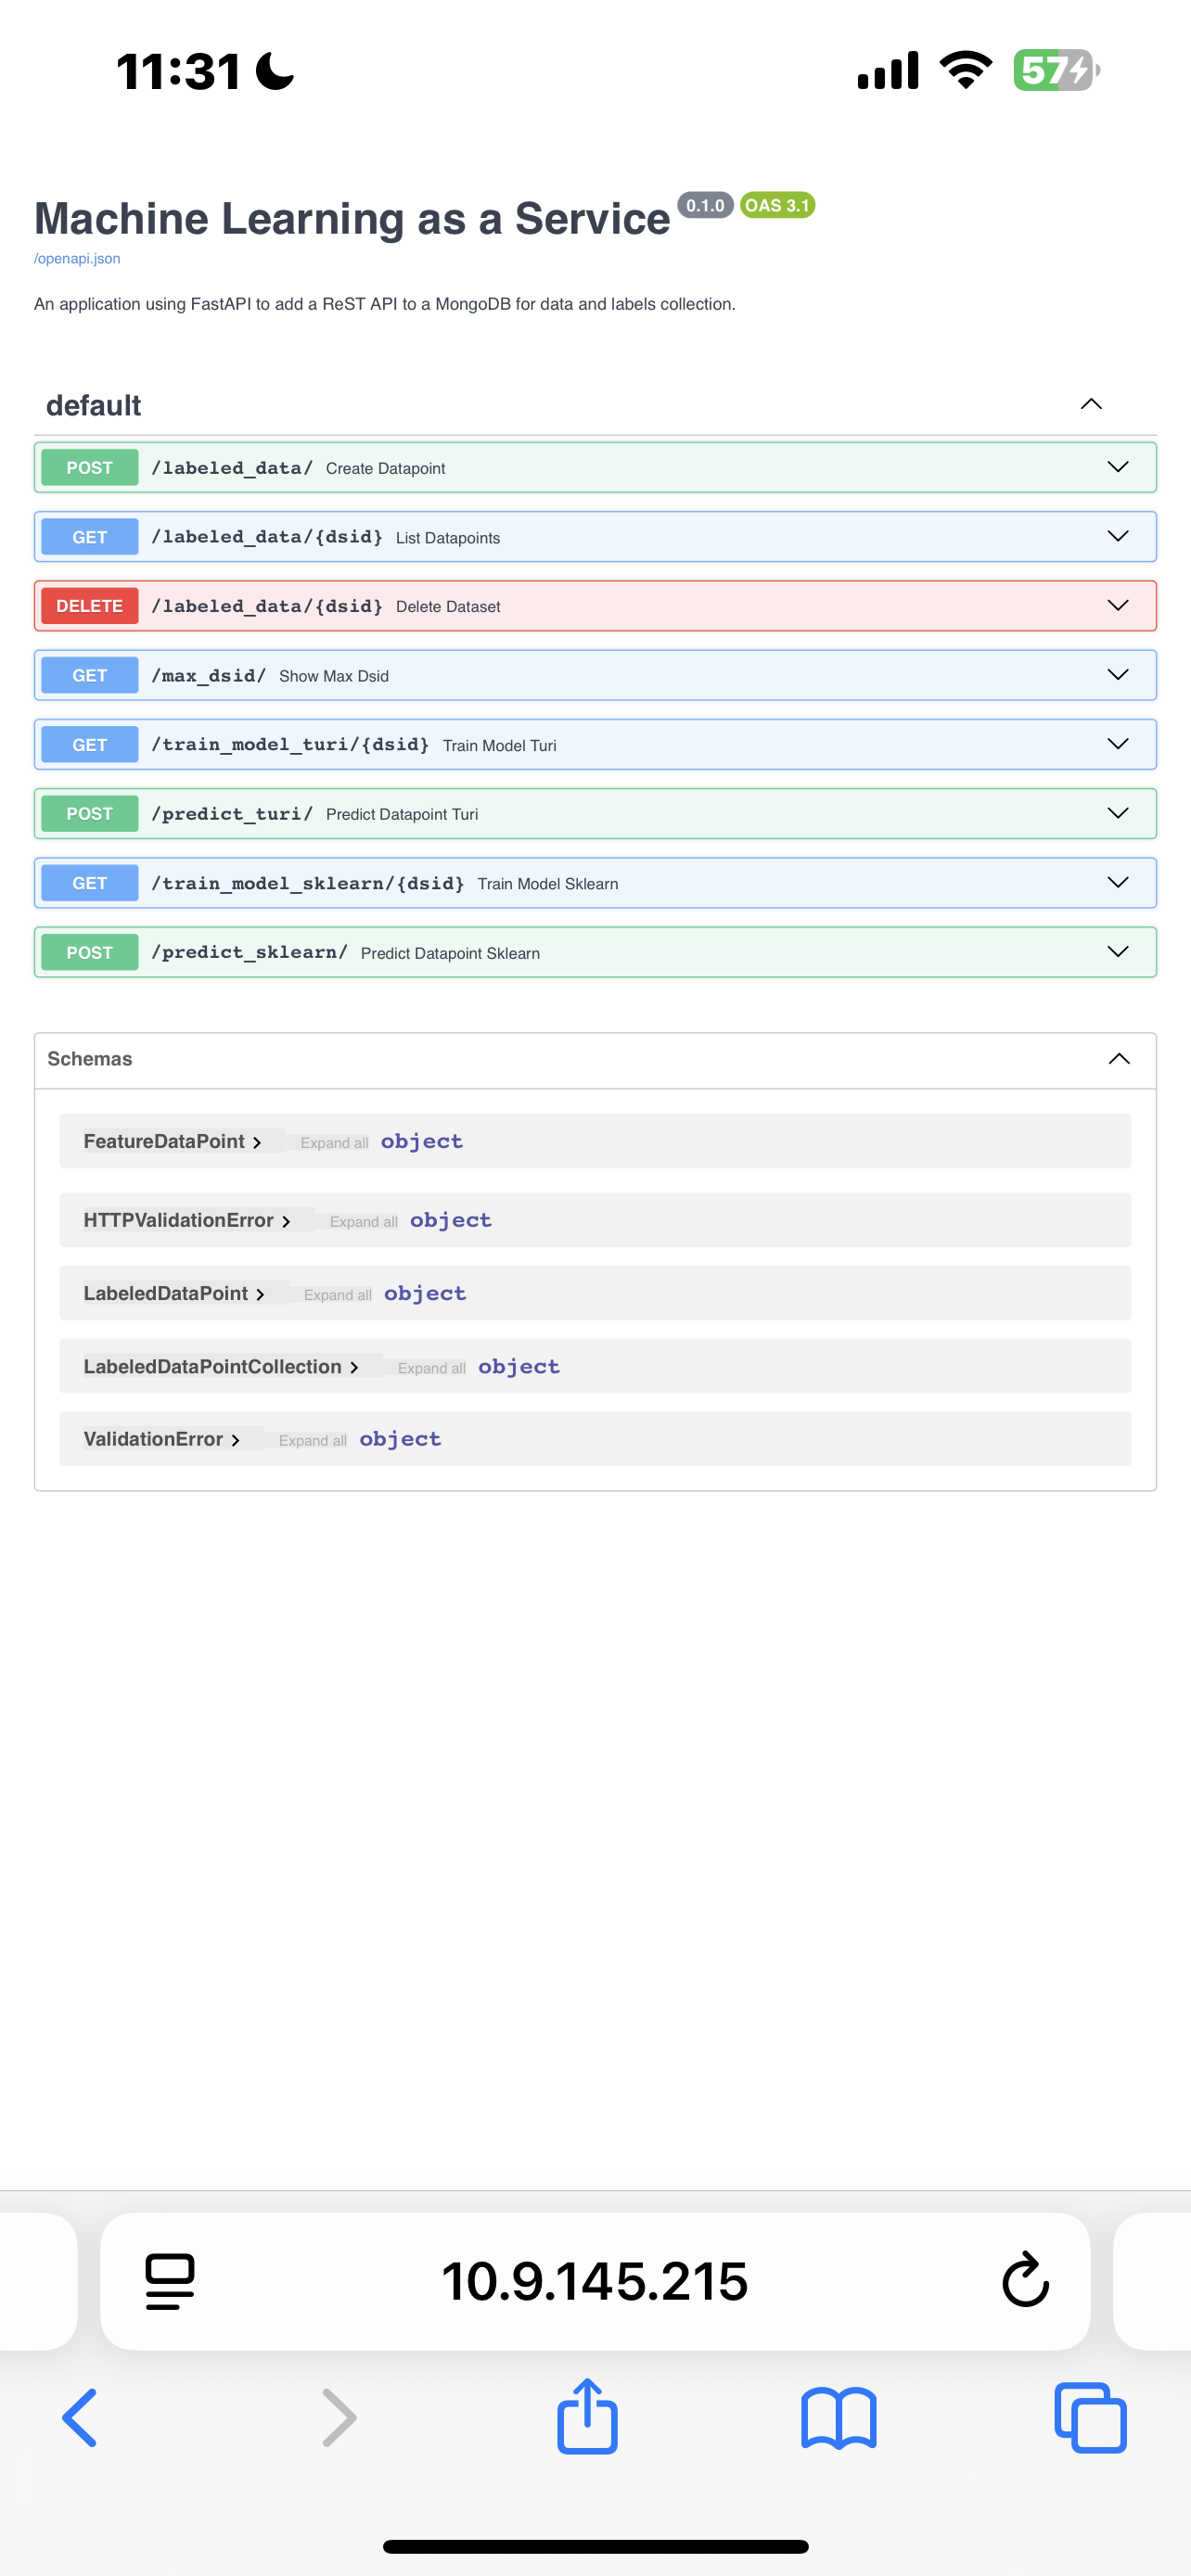 11:31
57
Machine Learning as a Service 0.1.0 OAS 3.1
/openapi.json
An application using FastAPI to add a ReST API to a MongoDB for data and labels collection.
default
POST /labeled_data/ Create Datapoint
GET /labeled_data/{dsid} List Datapoints
DELETE /labeled_data/{dsid} Delete Dataset
GET /max_dsid/ Show Max Dsid
GET /train_model_turi/{dsid} Train Model Turi
POST /predict_turi/ Predict Datapoint Turi
GET /train_model_sklearn/{dsid} Train Model Sklearn
POST /predict_sklearn/ Predict Datapoint Sklearn
Schemas
FeatureDataPoint Expand all object
HTTPValidationError Expand all object
LabeledDataPoint Expand all object
LabeledDataPointCollection Expand all object
ValidationError Expand all object
10.9.145.215